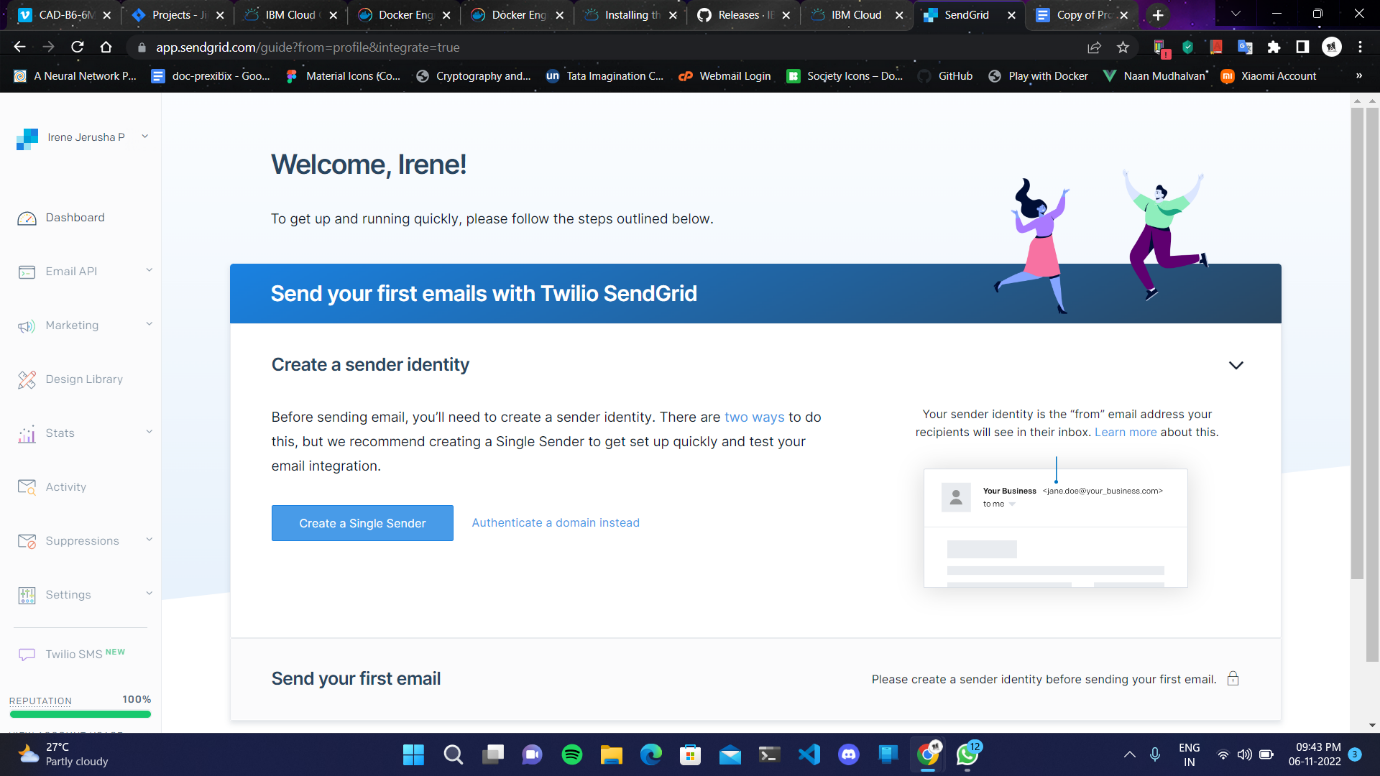 CAD-B6-6M
Projects - Ji
IBM Cloud
Docker Eng
Docker Eng
Installing th
Releases · IB
IBM Cloud
SendGrid
Copy of Pro
app.sendgrid.com/guide?from=profile&integrate=true
A Neural Network P...
doc-prexibix - Goo...
Material Icons (Co...
Cryptography and...
un
Tata Imagination C...
Webmail Login
Socjety Icons – Do...
GitHub
Play with Docker
Naan Mudhalvan
Xiaomi Account
»
Irene Jerusha P
Dashboard
Email API
Marketing
Design Library
Stats
Activity
Suppressions
Settings
Twilio SMS NEW
REPUTATION 100%
Welcome, Irene!
To get up and running quickly, please follow the steps outlined below.
Send your first emails with Twilio SendGrid
Create a sender identity
Before sending email, you’ll need to create a sender identity. There are two ways to do
this, but we recommend creating a Single Sender to get set up quickly and test your
email integration.
Create a Single Sender
Authenticate a domain instead
Your sender identity is the “from” email address your
recipients will see in their inbox. Learn more about this.
Your Business <jane.doe@your_business.com>
to me
Send your first email
Please create a sender identity before sending your first email.
27°C
Partly cloudy
12
ENG
IN
09:43 PM
06-11-2022
3